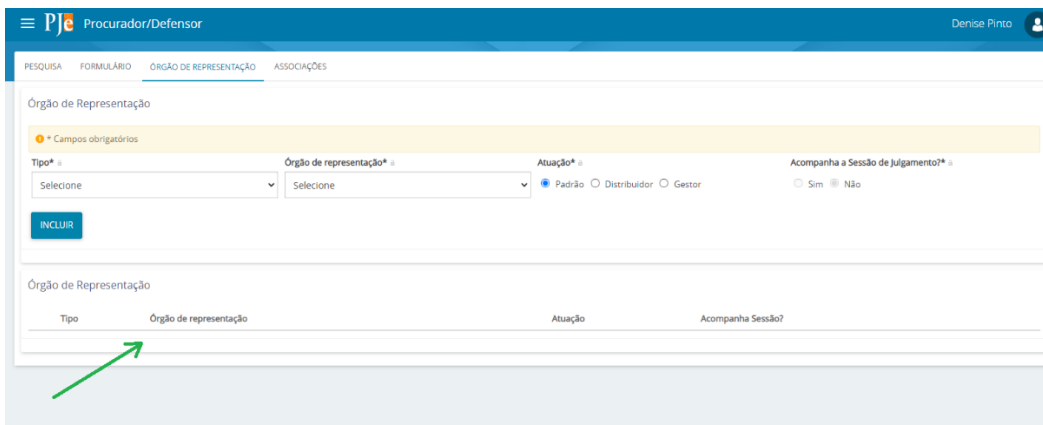 PJe Procurador/Defensor Denise Pinto
PESQUISA FORMULÁRIO ÓRGÃO DE REPRESENTAÇÃO ASSOCIAÇÕES
Órgão de Representação
* Campos obrigatórios
Tipo* Órgão de representação* Atuação* Acompanha a Sessão de Julgamento?*
Selecione Selecione Padrão Distribuidor Gestor Sim Não
INCLUIR
Órgão de Representação
Tipo Órgão de representação Atuação Acompanha Sessão?